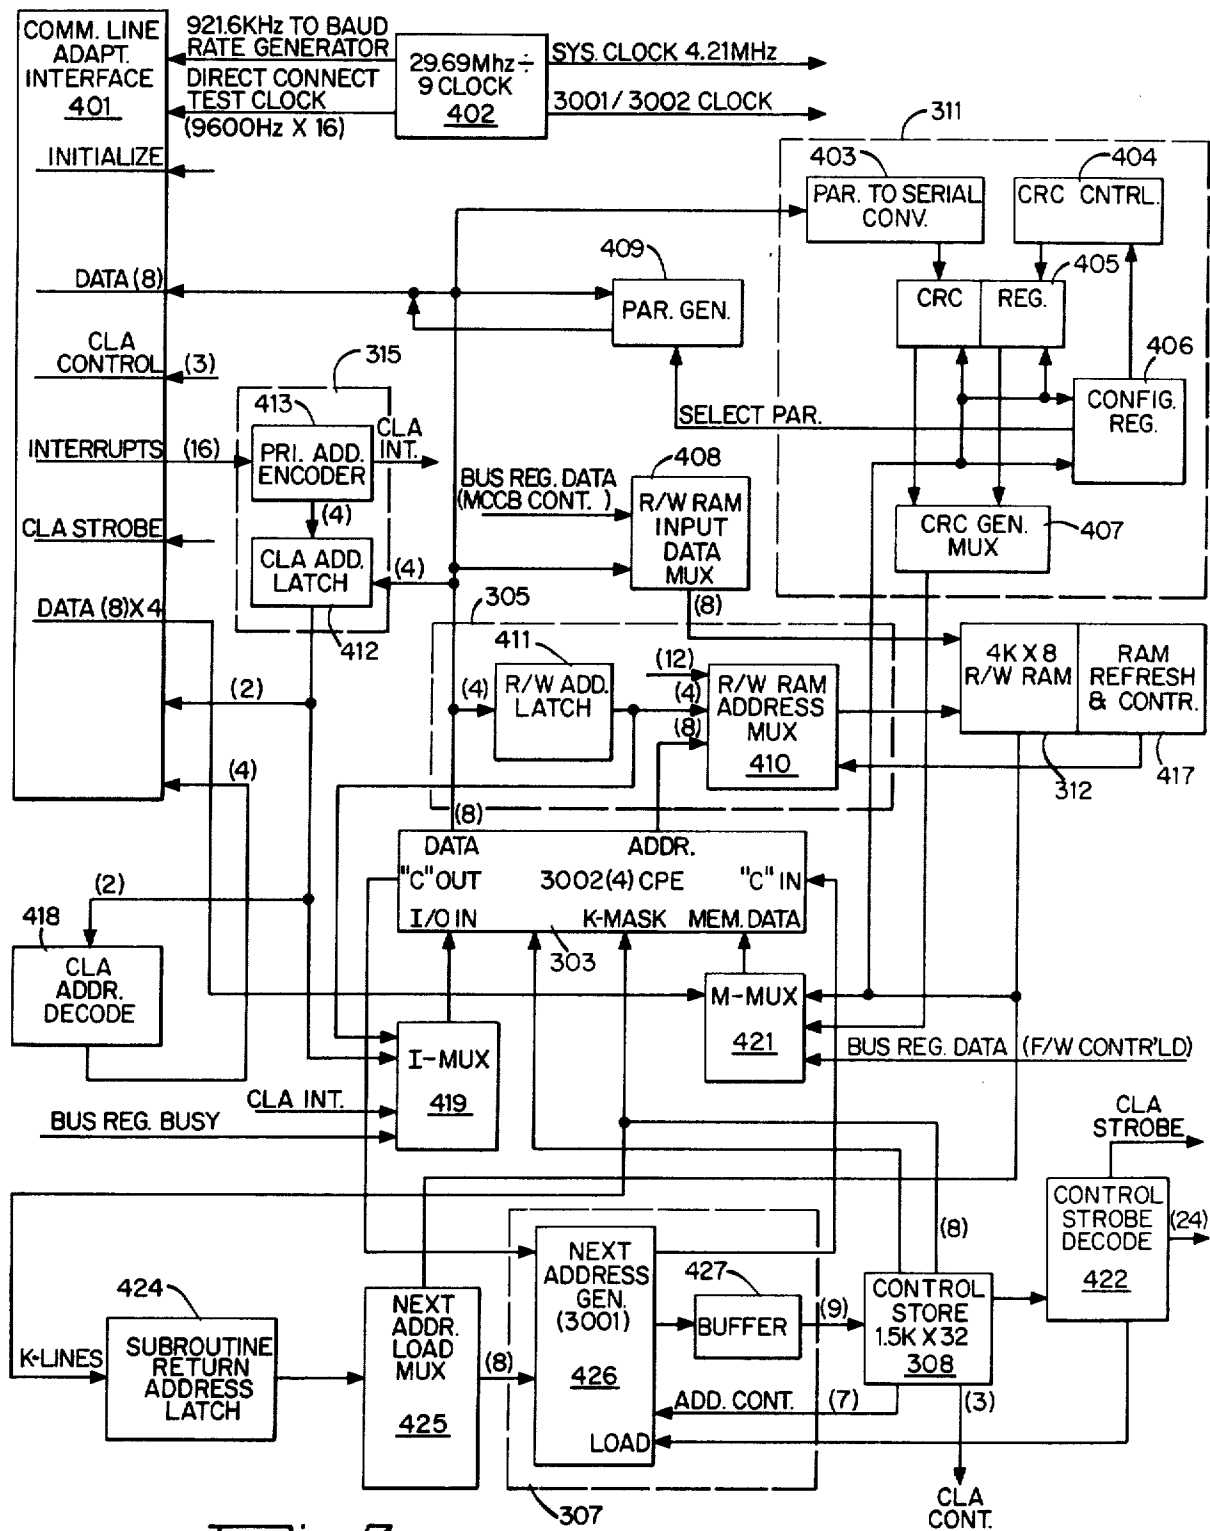 COMM. LINE
ADAPT.
INTERFACE
401
921.6KHz TO BAUD
RATE GENERATOR
DIRECT CONNECT
TEST CLOCK
(9600Hz X 16)
29.69Mhz ÷
9 CLOCK
402
SYS. CLOCK 4.21MHz
3001/3002 CLOCK
311
INITIALIZE
403
PAR. TO SERIAL
CONV.
404
CRC CNTRL.
DATA (8)
409
PAR. GEN.
405
CRC
REG.
CLA
CONTROL
(3)
315
406
CONFIG.
REG.
SELECT PAR.
413
CLA
INT.
INTERRUPTS
(16)
PRI. ADD.
ENCODER
(4)
408
BUS REG. DATA
(MCCB CONT. )
R/W RAM
INPUT
DATA
MUX
CRC GEN.
MUX
407
CLA STROBE
CLA ADD.
LATCH
(4)
(8)
DATA (8) X 4
412
305
411
R/W ADD.
LATCH
(4)
(12)
(4)
(8)
R/W RAM
ADDRESS
MUX
410
4K X 8
R/W RAM
RAM
REFRESH
& CONTR.
312
417
(2)
(4)
(8)
DATA
ADDR.
"C" OUT
3002(4) CPE
"C" IN
I/O IN
K-MASK
MEM. DATA
303
(2)
418
CLA
ADDR.
DECODE
M-MUX
421
I-MUX
419
BUS REG. DATA (F/W CONTR'LD)
CLA INT.
BUS REG. BUSY
CLA
STROBE
(8)
CONTROL
STROBE
DECODE
422
(24)
424
K-LINES
SUBROUTINE
RETURN
ADDRESS
LATCH
NEXT
ADDR.
LOAD
MUX
425
(8)
NEXT
ADDRESS
GEN.
(3001)
426
427
BUFFER
(9)
CONTROL
STORE
1.5K X 32
308
ADD. CONT.
(7)
(3)
LOAD
307
CLA
CONT.